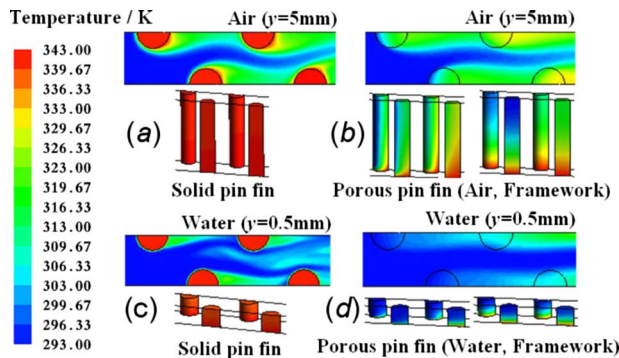 Temperature / K
343.00
339.67
336.33
333.00
329.67
326.33
323.00
319.67
316.33
313.00
309.67
306.33
303.00
299.67
296.33
293.00
Air (y=5mm)
(a)
Solid pin fin
Air (y=5mm)
(b)
Porous pin fin (Air, Framework)
Water (y=0.5mm)
(c)
Solid pin fin
Water (y=0.5mm)
(d)
Porous pin fin (Water, Framework)